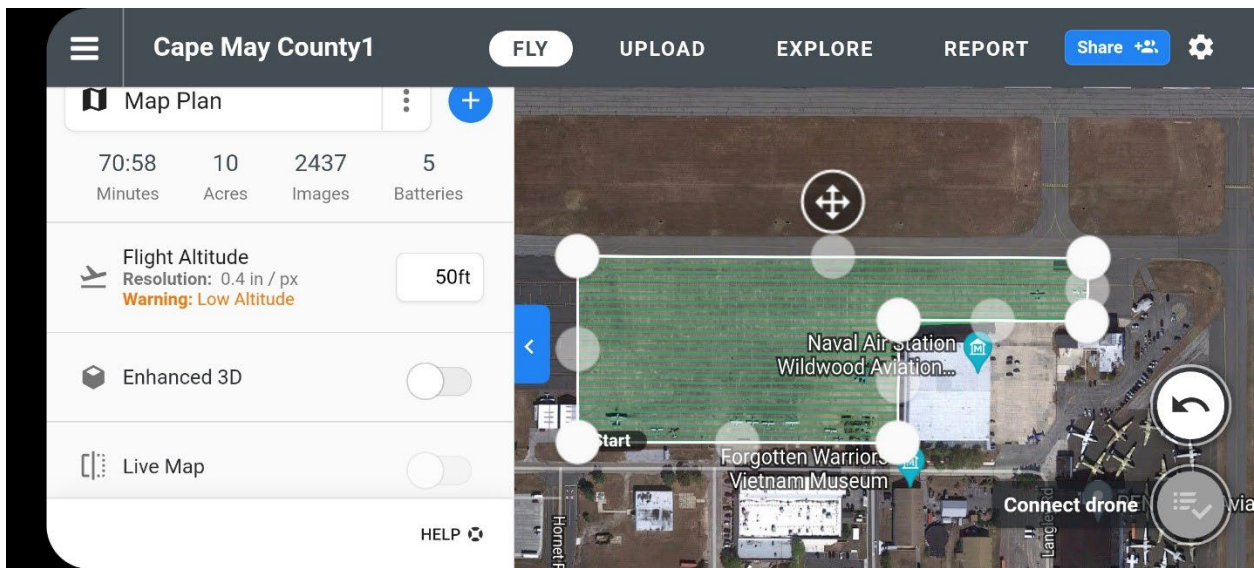 Cape May County1
FLY
UPLOAD
EXPLORE
REPORT
Share
Map Plan
70:58
10
2437
5
Minutes
Acres
Images
Batteries
Flight Altitude
Resolution: 0.4 in / px
Warning: Low Altitude
50ft
Enhanced 3D
Live Map
HELP
Naval Air Station
Wildwood Aviation...
Start
Forgotten Warriors
Vietnam Museum
Connect drone